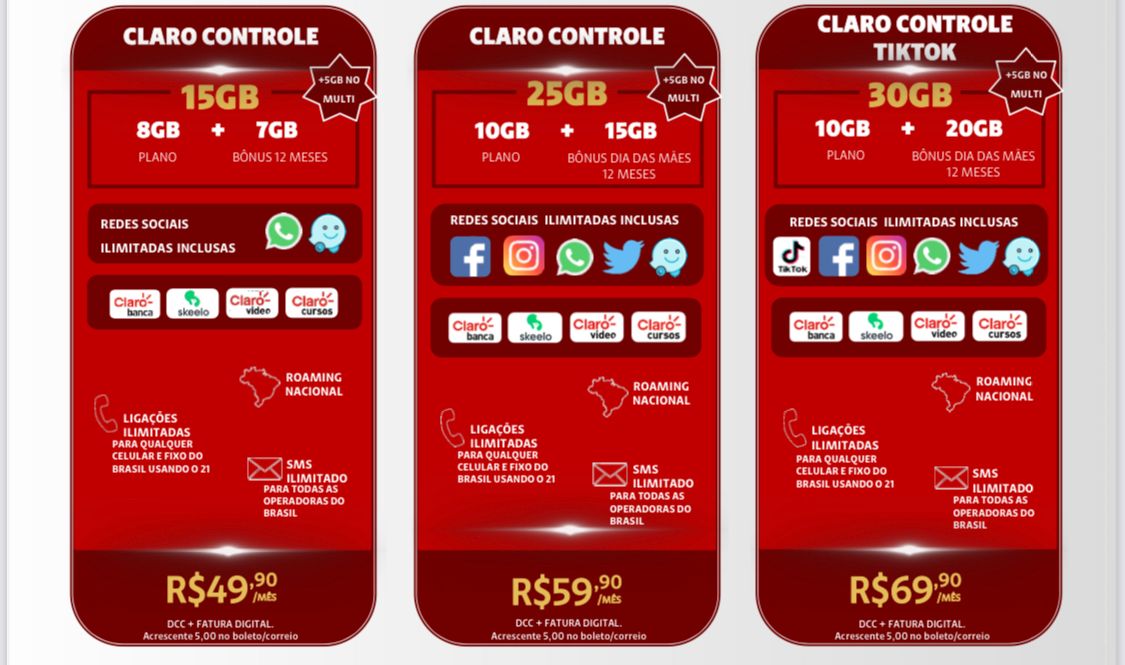 CLARO CONTROLE
+5GB NO
MULTI
15GB
8GB + 7GB
PLANO BÔNUS 12 MESES
REDES SOCIAIS
ILIMITADAS INCLUSAS
Claro-
banca
skeelo
Claro-
video
Claro-
cursos
ROAMING
NACIONAL
LIGAÇÕES
ILIMITADAS
PARA QUALQUER
CELULAR E FIXO DO
BRASIL USANDO O 21
SMS
ILIMITADO
PARA TODAS AS
OPERADORAS DO
BRASIL
R$49,90
/MÊS
DCC + FATURA DIGITAL.
Acrescente 5,00 no boleto/correio
CLARO CONTROLE
+5GB NO
MULTI
25GB
10GB + 15GB
PLANO BÔNUS DIA DAS MÃES
12 MESES
REDES SOCIAIS ILIMITADAS INCLUSAS
Claro-
banca
skeelo
Claro-
video
Claro-
cursos
ROAMING
NACIONAL
LIGAÇÕES
ILIMITADAS
PARA QUALQUER
CELULAR E FIXO DO
BRASIL USANDO O 21
SMS
ILIMITADO
PARA TODAS AS
OPERADORAS DO
BRASIL
R$59,90
/MÊS
DCC + FATURA DIGITAL.
Acrescente 5,00 no boleto/correio
CLARO CONTROLE
TIKTOK
+5GB NO
MULTI
30GB
10GB + 20GB
PLANO BÔNUS DIA DAS MÃES
12 MESES
REDES SOCIAIS ILIMITADAS INCLUSAS
TikTok
Claro-
banca
skeelo
Claro-
video
Claro-
cursos
ROAMING
NACIONAL
LIGAÇÕES
ILIMITADAS
PARA QUALQUER
CELULAR E FIXO DO
BRASIL USANDO O 21
SMS
ILIMITADO
PARA TODAS AS
OPERADORAS DO
BRASIL
R$69,90
/MÊS
DCC + FATURA DIGITAL.
Acrescente 5,00 no boleto/correio